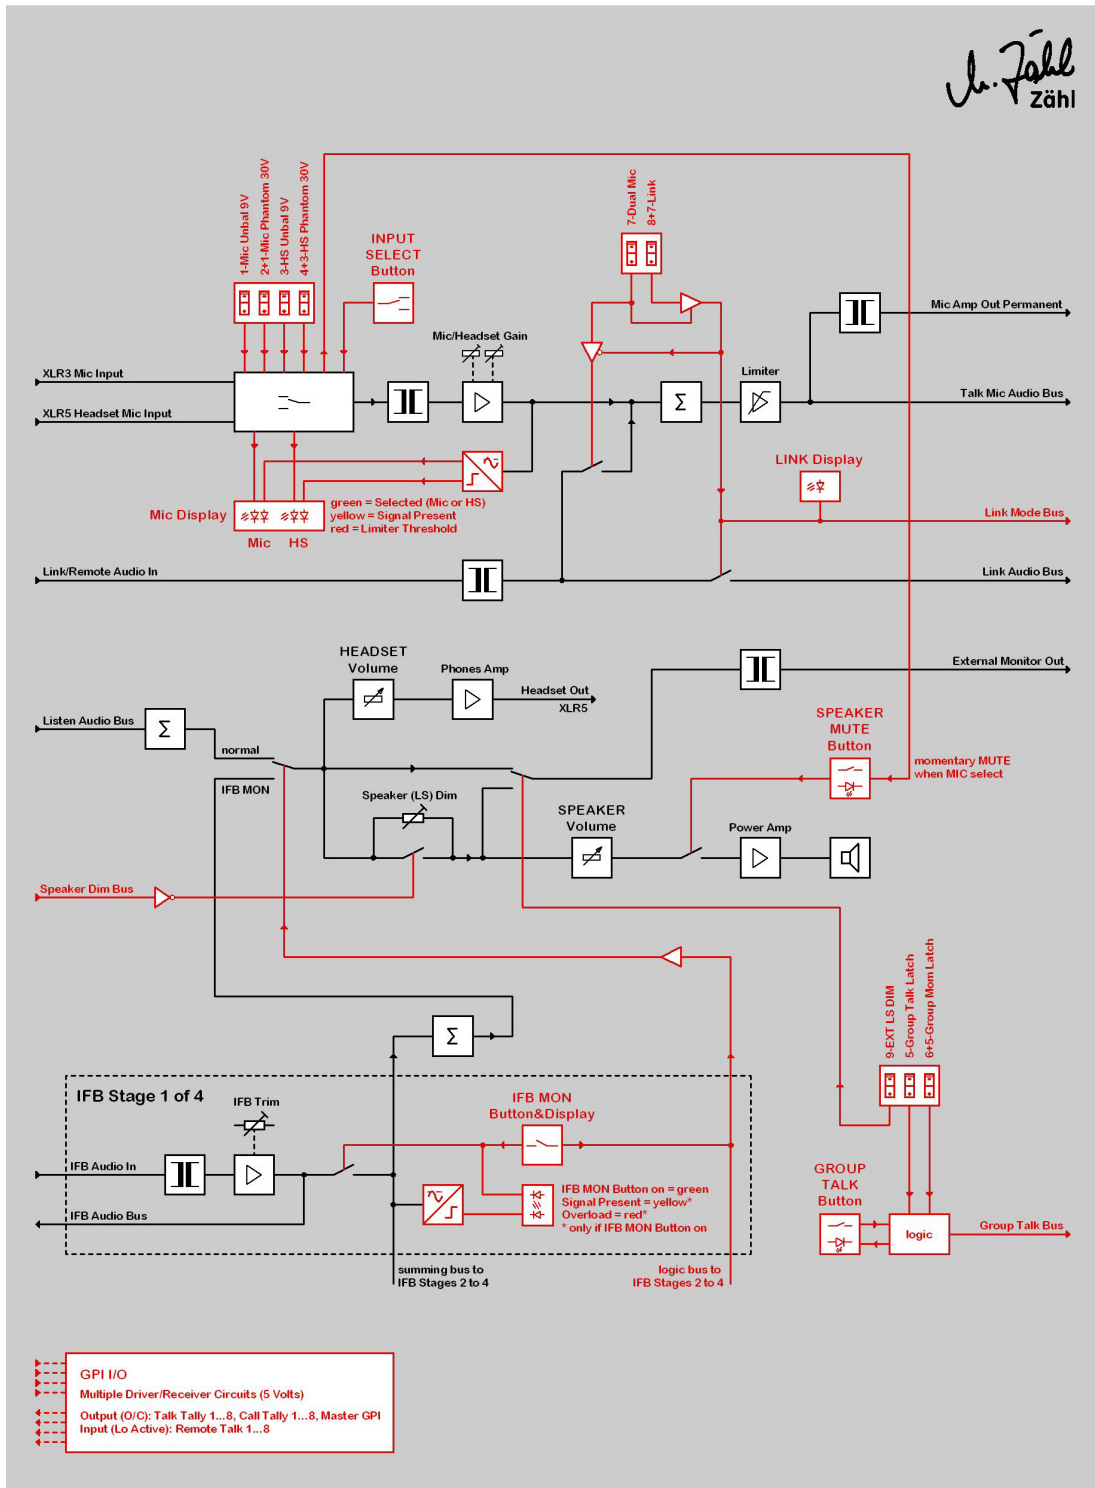 M. Zähl
Zähl
1-Mic Unbal 9V
2+1-Mic Phantom 30V
3-HS Unbal 9V
4+3-HS Phantom 30V
INPUT
SELECT
Button
7-Dual Mic
8+7-Link
Mic/Headset Gain
Mic Amp Out Permanent
XLR3 Mic Input
Limiter
Talk Mic Audio Bus
XLR5 Headset Mic Input
Σ
LINK Display
green = Selected (Mic or HS)
yellow = Signal Present
red = Limiter Threshold
Mic Display
Mic HS
Link Mode Bus
Link/Remote Audio In
Link Audio Bus
HEADSET
Volume
Phones Amp
External Monitor Out
Headset Out
XLR5
Listen Audio Bus
Σ
SPEAKER
MUTE
Button
normal
momentary MUTE
when MIC select
IFB MON
Speaker (LS) Dim
SPEAKER
Volume
Power Amp
Speaker Dim Bus
9-EXT LS DIM
5-Group Talk Latch
6+5-Group Mom Latch
Σ
IFB Stage 1 of 4
IFB Trim
IFB MON
Button&Display
IFB Audio In
IFB Audio Bus
IFB MON Button on = green
Signal Present = yellow*
Overload = red*
* only if IFB MON Button on
GROUP
TALK
Button
logic
Group Talk Bus
summing bus to
IFB Stages 2 to 4
logic bus to
IFB Stages 2 to 4
GPI I/O
Multiple Driver/Receiver Circuits (5 Volts)
Output (O/C): Talk Tally 1...8, Call Tally 1...8, Master GPI
Input (Lo Active): Remote Talk 1...8